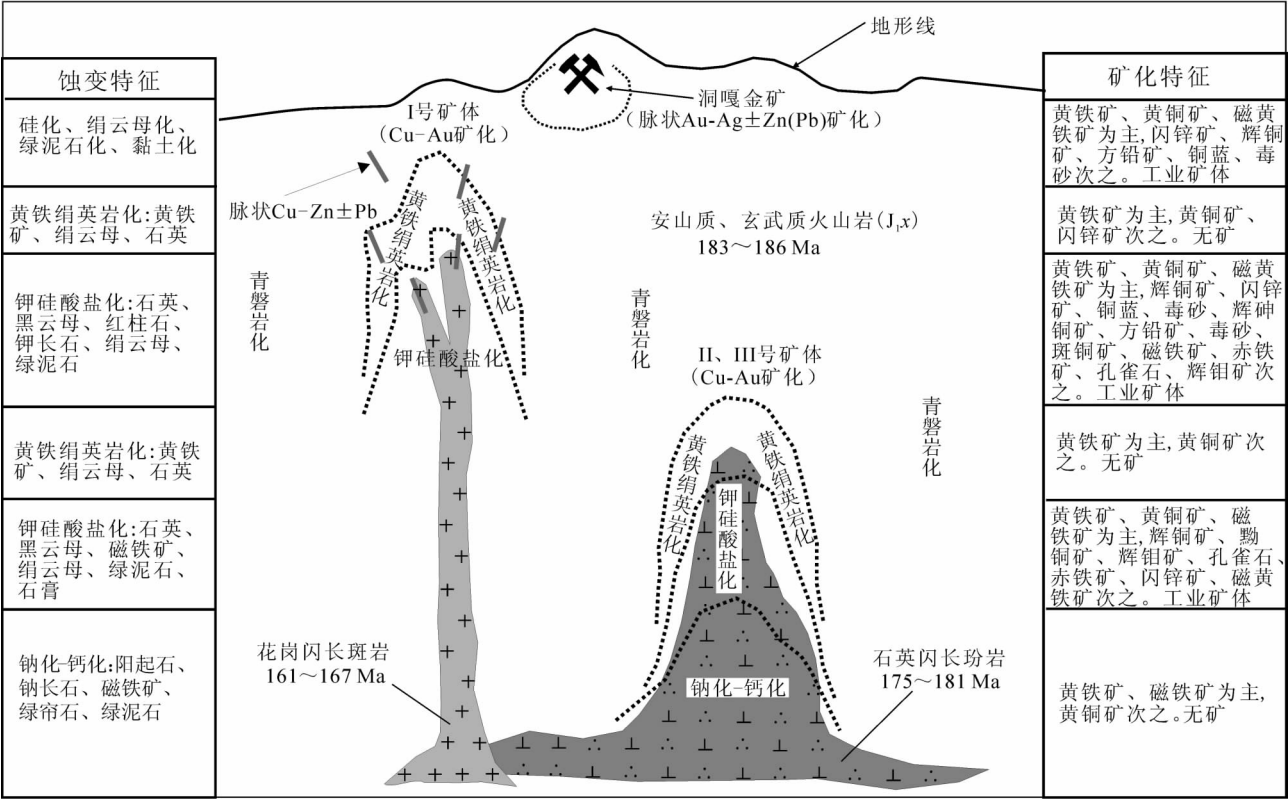 蚀变特征
硅化、绢云母化、
绿泥石化、黏土化
黄铁绢英岩化:黄铁
矿、绢云母、石英
钾硅酸盐化:石英、
黑云母、红柱石、
钾长石、绢云母、
绿泥石
黄铁绢英岩化:黄铁
矿、绢云母、石英
钾硅酸盐化:石英、
黑云母、磁铁矿、
绢云母、绿泥石、
石膏
钠化-钙化:阳起石、
钠长石、磁铁矿、
绿帘石、绿泥石
地形线
洞嘎金矿
(脉状Au-Ag±Zn(Pb)矿化)
I号矿体
(Cu-Au矿化)
脉状Cu-Zn±Pb
黄铁绢英岩化
黄铁绢英岩化
安山质、玄武质火山岩(J₁x)
183～186 Ma
青磐岩化
青磐岩化
青磐岩化
钾硅酸盐化
II、III号矿体
(Cu-Au矿化)
黄铁绢英岩化
黄铁绢英岩化
钾硅酸盐化
钠化-钙化
花岗闪长斑岩
161～167 Ma
石英闪长玢岩
175～181 Ma
矿化特征
黄铁矿、黄铜矿、磁黄
铁矿为主,闪锌矿、辉铜
矿、方铅矿、铜蓝、毒
砂次之。工业矿体
黄铁矿为主,黄铜矿、
闪锌矿次之。无矿
黄铁矿、黄铜矿、磁黄
铁矿为主,辉铜矿、闪锌
矿、铜蓝、毒砂、辉砷
铜矿、方铅矿、毒砂、
斑铜矿、磁铁矿、赤铁
矿、孔雀石、辉钼矿次
之。工业矿体
黄铁矿为主,黄铜矿次
之。无矿
黄铁矿、黄铜矿、磁
铁矿为主,辉铜矿、黝
铜矿、辉钼矿、孔雀石、
赤铁矿、闪锌矿、磁黄
铁矿次之。工业矿体
黄铁矿、磁铁矿为主,
黄铜矿次之。无矿